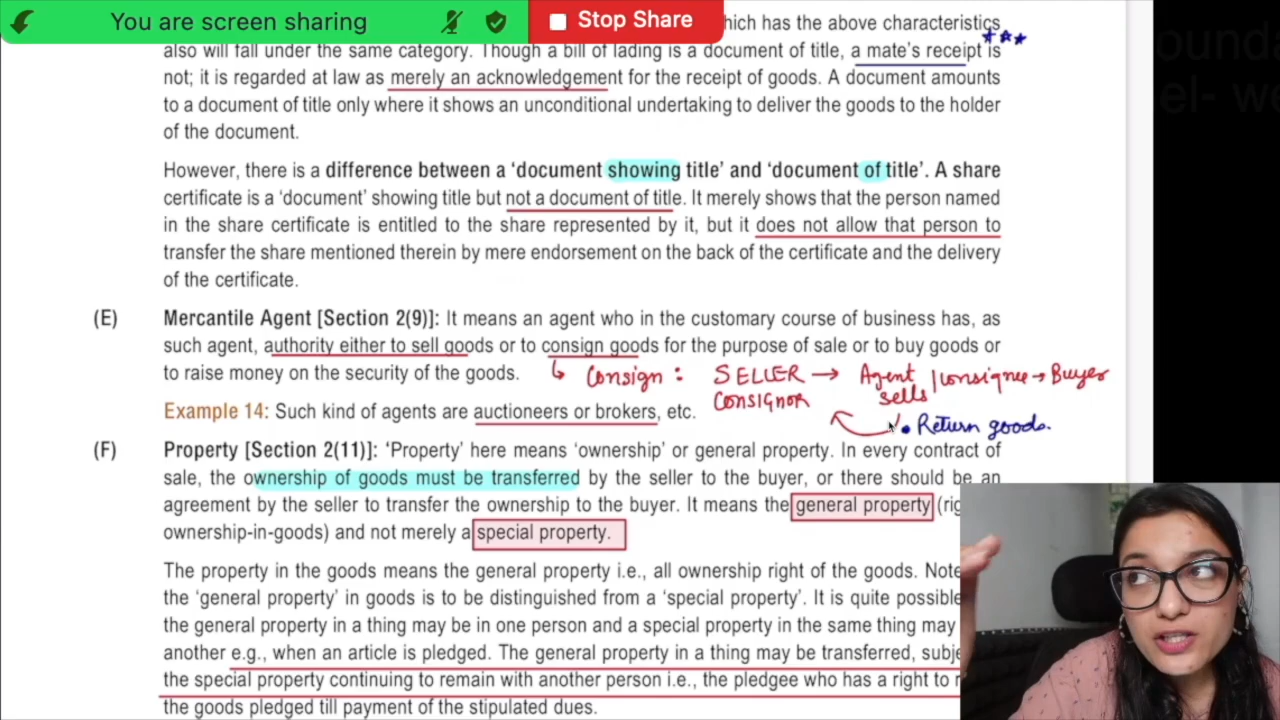 You are screen sharing
Stop Share
which has the above characteristics
also will fall under the same category. Though a bill of lading is a document of title, a mate's receipt is
not; it is regarded at law as merely an acknowledgement for the receipt of goods. A document amounts
to a document of title only where it shows an unconditional undertaking to deliver the goods to the holder
of the document.
However, there is a difference between a 'document showing title' and 'document of title'. A share
certificate is a 'document' showing title but not a document of title. It merely shows that the person named
in the share certificate is entitled to the share represented by it, but it does not allow that person to
transfer the share mentioned therein by mere endorsement on the back of the certificate and the delivery
of the certificate.
(E) Mercantile Agent [Section 2(9)]: It means an agent who in the customary course of business has, as
such agent, authority either to sell goods or to consign goods for the purpose of sale or to buy goods or
to raise money on the security of the goods.
Consign : SELLER → Agent / consignee → Buyer
CONSIGNOR sells
Example 14: Such kind of agents are auctioneers or brokers, etc.
• Return goods.
(F) Property [Section 2(11)]: 'Property' here means 'ownership' or general property. In every contract of
sale, the ownership of goods must be transferred by the seller to the buyer, or there should be an
agreement by the seller to transfer the ownership to the buyer. It means the general property
ownership-in-goods) and not merely a special property.
The property in the goods means the general property i.e., all ownership right of the goods. Note
the 'general property' in goods is to be distinguished from a 'special property'. It is quite possible
the general property in a thing may be in one person and a special property in the same thing may
another e.g., when an article is pledged. The general property in a thing may be transferred,
the special property continuing to remain with another person i.e., the pledgee who has a right to
the goods pledged till payment of the stipulated dues.